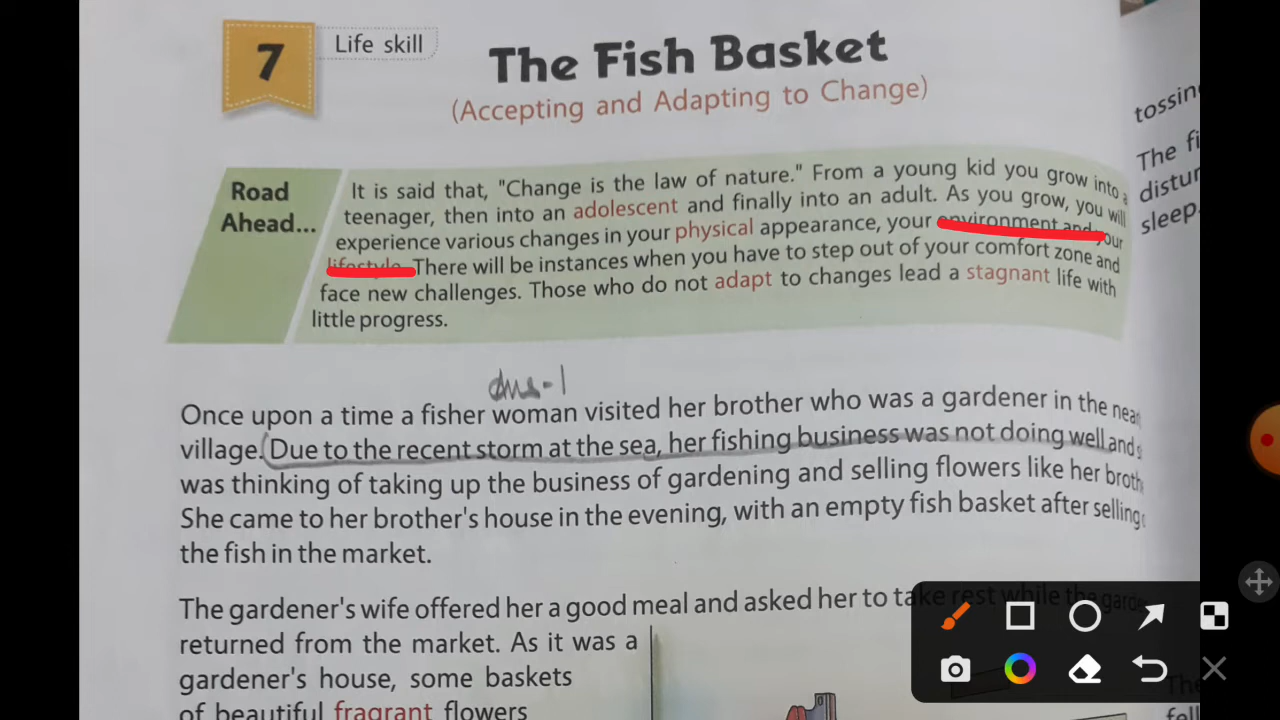 7
Life skill
The Fish Basket
(Accepting and Adapting to Change)
Road
Ahead...
It is said that, "Change is the law of nature." From a young kid you grow into a
teenager, then into an adolescent and finally into an adult. As you grow, you will
experience various changes in your physical appearance, your environment and your
lifestyle. There will be instances when you have to step out of your comfort zone and
face new challenges. Those who do not adapt to changes lead a stagnant life with
little progress.
Once upon a time a fisher woman visited her brother who was a gardener in the near
village. Due to the recent storm at the sea, her fishing business was not doing well and s
was thinking of taking up the business of gardening and selling flowers like her broth
She came to her brother's house in the evening, with an empty fish basket after selling
the fish in the market.
The gardener's wife offered her a good meal and asked her to take rest while the garde
returned from the market. As it was a
gardener's house, some baskets
of beautiful fragrant flowers
tossin
The fi
distur
sleep.